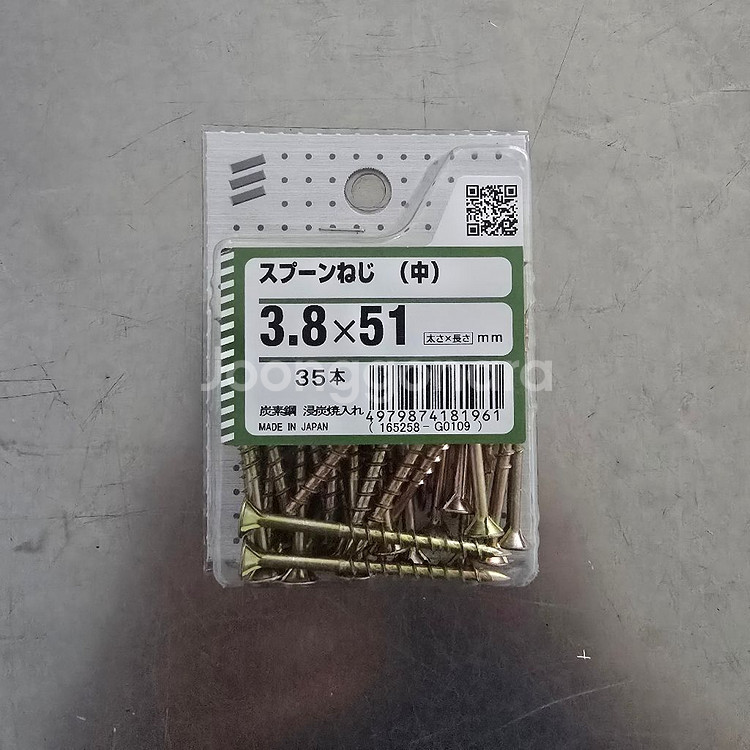 スプーンねじ (中)
3.8×51 太さ×長さ mm
35本
Joonggonara
炭素鋼 浸炭焼入れ
4979874181961
MADE IN JAPAN
( 165258-G0109 )